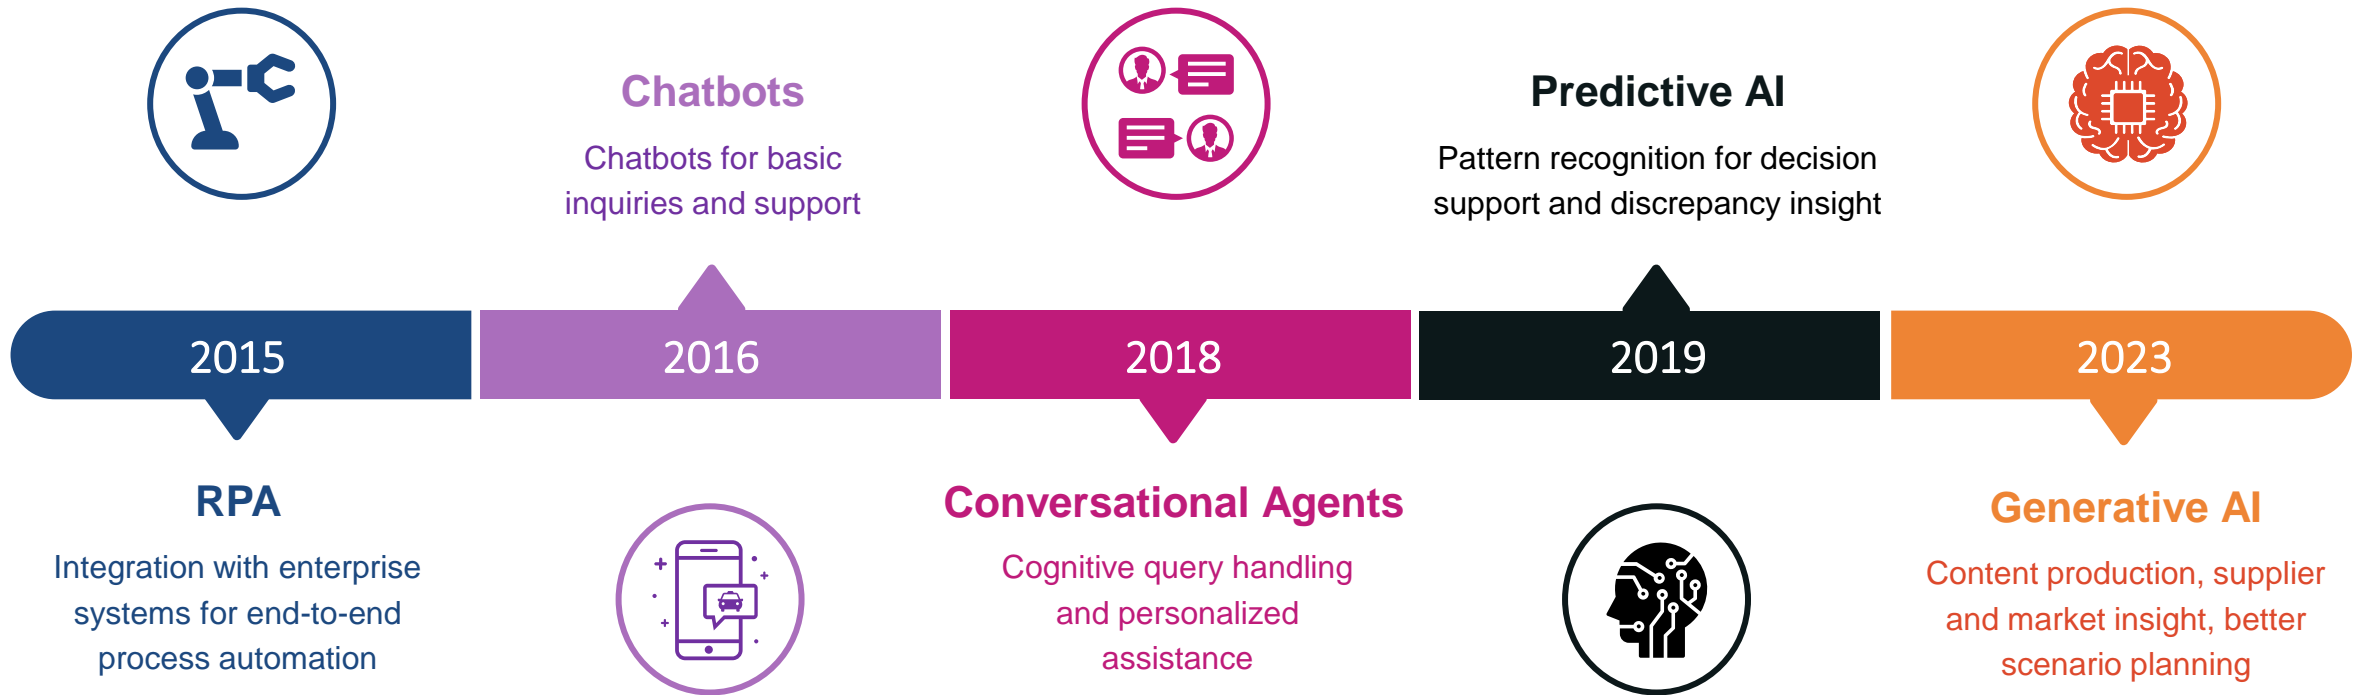 2015
RPA
Integration with enterprise
systems for end-to-end
process automation
Chatbots
Chatbots for basic
inquiries and support
2016
2018
Conversational Agents
Cognitive query handling
and personalized
assistance
Predictive AI
Pattern recognition for decision
support and discrepancy insight
2019
2023
Generative AI
Content production, supplier
and market insight, better
scenario planning